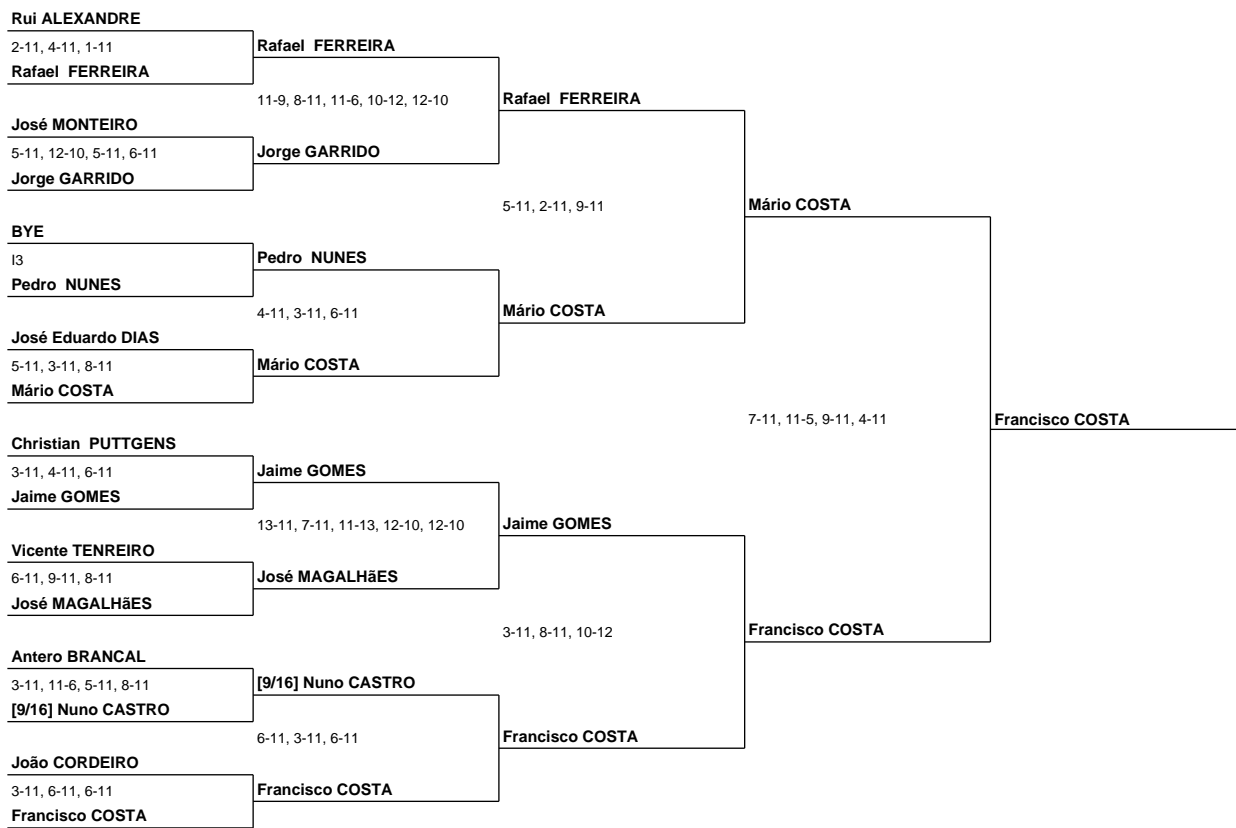 Rui ALEXANDRE
2-11, 4-11, 1-11
Rafael  FERREIRA
José MONTEIRO
5-11, 12-10, 5-11, 6-11
Jorge GARRIDO
BYE
I3
Pedro  NUNES
José Eduardo DIAS
5-11, 3-11, 8-11
Mário COSTA
Christian  PUTTGENS
3-11, 4-11, 6-11
Jaime GOMES
Vicente TENREIRO
6-11, 9-11, 8-11
José MAGALHãES
Antero BRANCAL
3-11, 11-6, 5-11, 8-11
[9/16] Nuno CASTRO
João CORDEIRO
3-11, 6-11, 6-11
Francisco COSTA
Rafael  FERREIRA
11-9, 8-11, 11-6, 10-12, 12-10
Jorge GARRIDO
Pedro  NUNES
4-11, 3-11, 6-11
Mário COSTA
Jaime GOMES
13-11, 7-11, 11-13, 12-10, 12-10
José MAGALHãES
[9/16] Nuno CASTRO
6-11, 3-11, 6-11
Francisco COSTA
Rafael  FERREIRA
5-11, 2-11, 9-11
Mário COSTA
Jaime GOMES
3-11, 8-11, 10-12
Francisco COSTA
Mário COSTA
7-11, 11-5, 9-11, 4-11
Francisco COSTA
Francisco COSTA